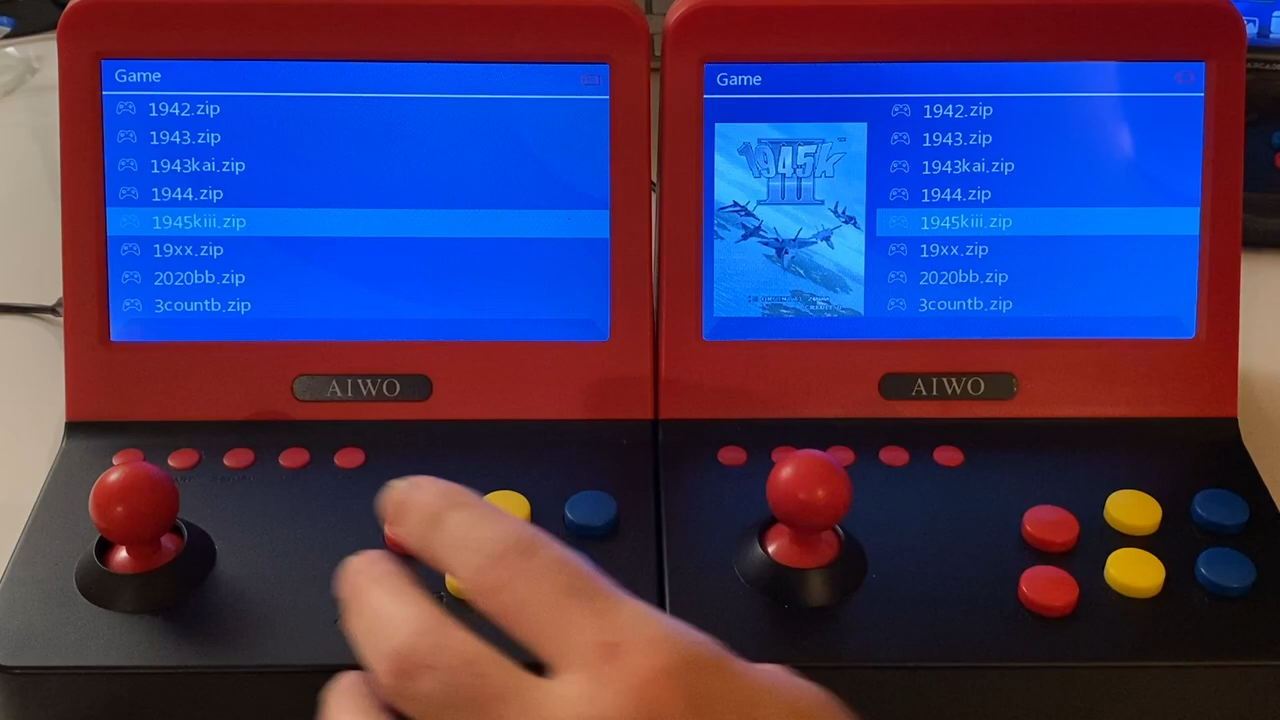 Game
1942.zip
1943.zip
1943kai.zip
1944.zip
1945kiii.zip
19xx.zip
2020bb.zip
3countb.zip
AIWO
Game
1945k
III
1942.zip
1943.zip
1943kai.zip
1944.zip
1945kiii.zip
19xx.zip
2020bb.zip
3countb.zip
AIWO